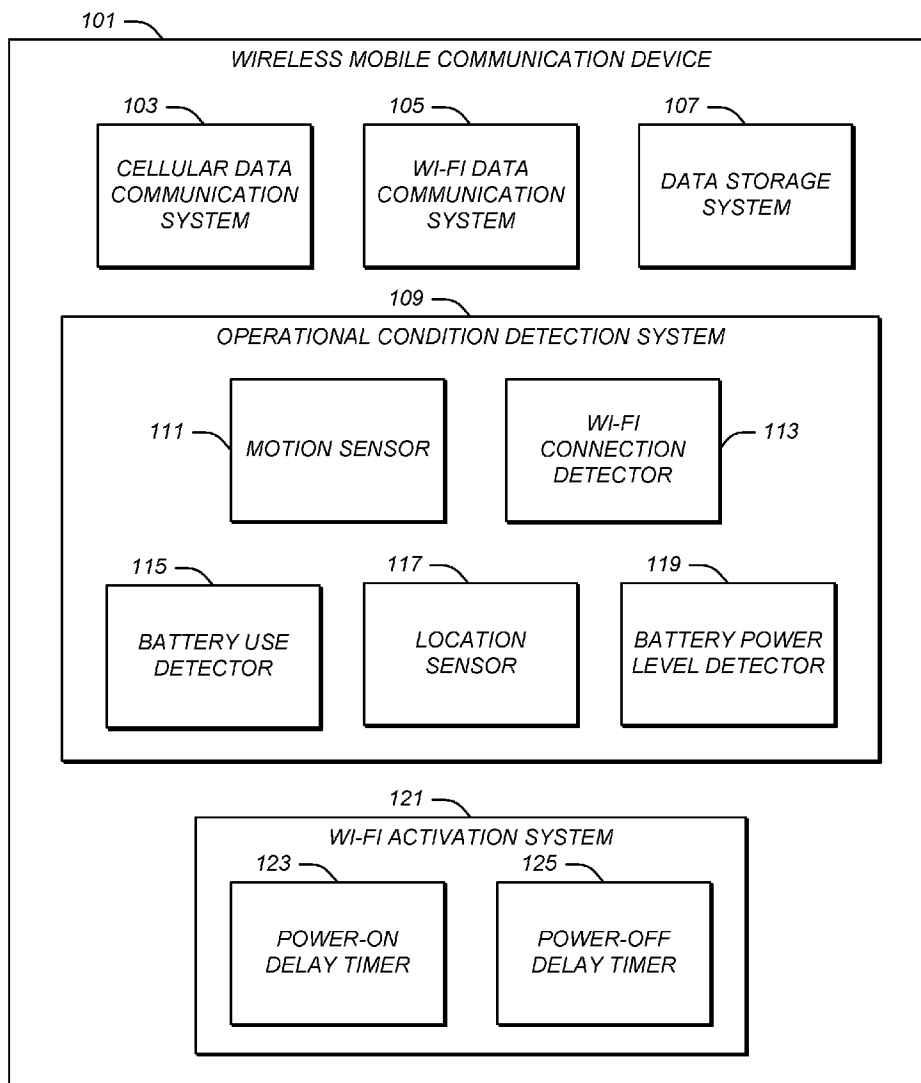 101
WIRELESS MOBILE COMMUNICATION DEVICE
103
105
107
CELLULAR DATA
COMMUNICATION
SYSTEM
WI-FI DATA
COMMUNICATION
SYSTEM
DATA STORAGE
SYSTEM
109
OPERATIONAL CONDITION DETECTION SYSTEM
111
MOTION SENSOR
WI-FI
CONNECTION
DETECTOR
113
115
117
119
BATTERY USE
DETECTOR
LOCATION
SENSOR
BATTERY POWER
LEVEL DETECTOR
121
WI-FI ACTIVATION SYSTEM
123
125
POWER-ON
DELAY TIMER
POWER-OFF
DELAY TIMER